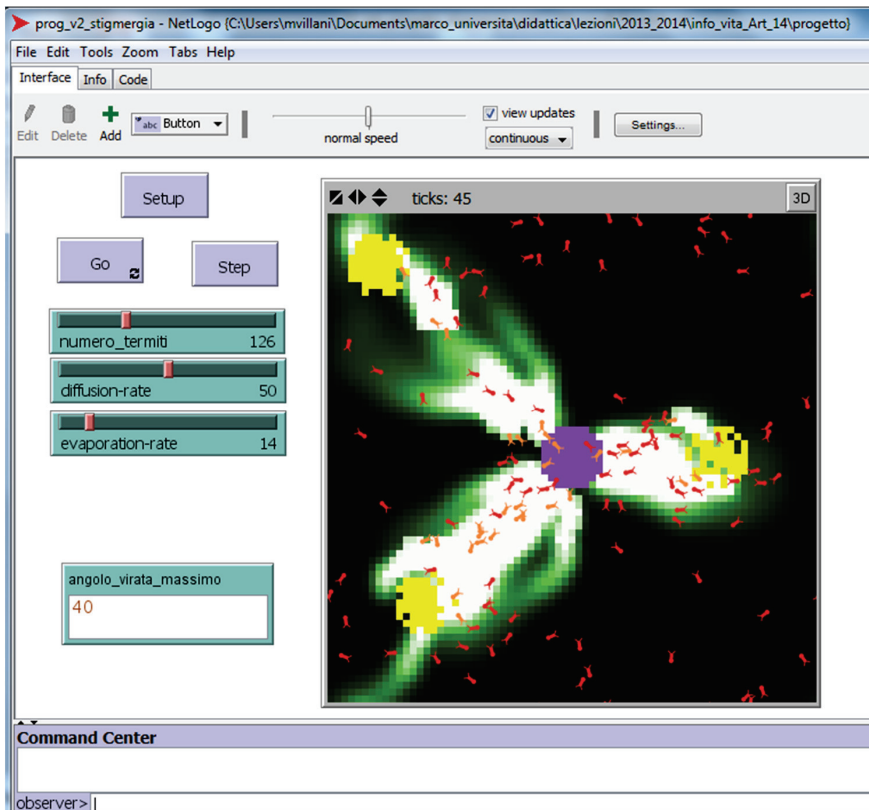 prog_v2_stigmergia - NetLogo {C:\Users\mvillani\Documents\marco_universita\didattica\lezioni\2013_2014\info_vita_Art_14\progetto}
File Edit Tools Zoom Tabs Help
Interface Info Code
Edit Delete Add abc Button normal speed view updates continuous Settings...
Setup
ticks: 45 3D
Go Step
numero_termiti 126
diffusion-rate 50
evaporation-rate 14
angolo_virata_massimo
40
Command Center
observer>